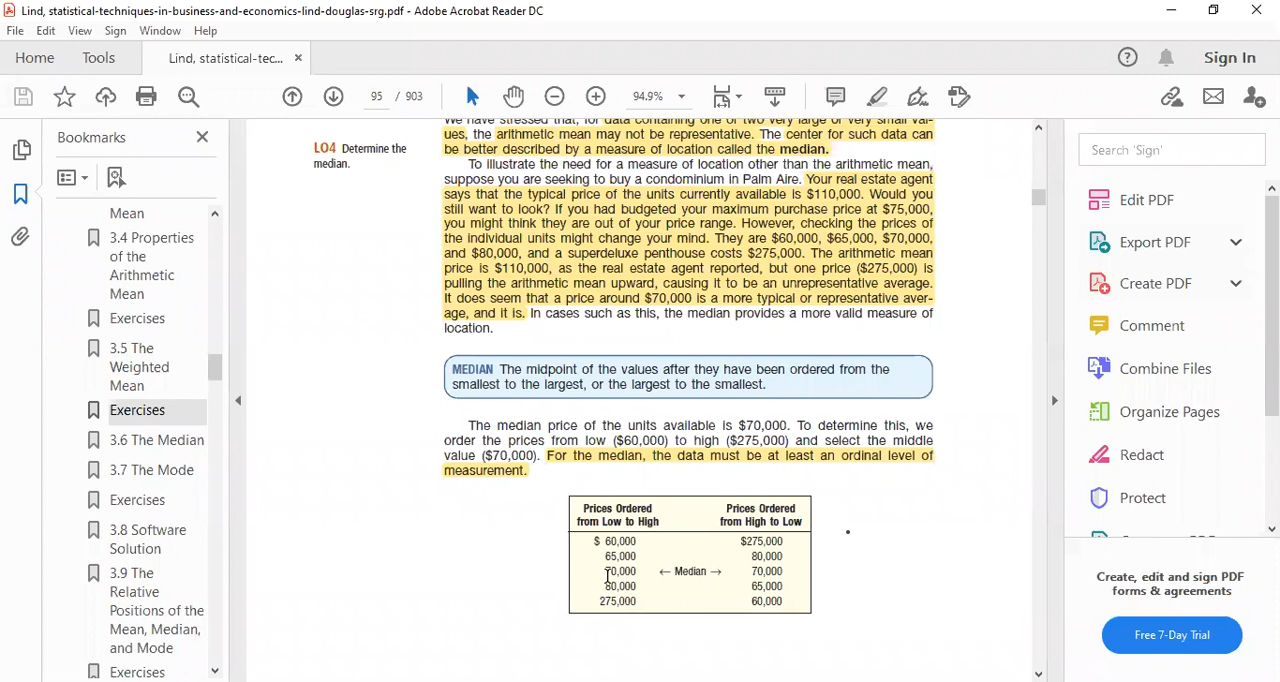 Lind, statistical-techniques-in-business-and-economics-lind-douglas-srg.pdf - Adobe Acrobat Reader DC
File Edit View Sign Window Help
Home Tools Lind, statistical-tec... × Sign In
95 / 903 94.9%
Bookmarks
Mean
3.4 Properties
of the
Arithmetic
Mean
Exercises
3.5 The
Weighted
Mean
Exercises
3.6 The Median
3.7 The Mode
Exercises
3.8 Software
Solution
3.9 The
Relative
Positions of the
Mean, Median,
and Mode
Exercises
We have stressed that, for data containing one or two very large or very small val-
ues, the arithmetic mean may not be representative. The center for such data can
be better described by a measure of location called the median.
LO4 Determine the
median.
To illustrate the need for a measure of location other than the arithmetic mean,
suppose you are seeking to buy a condominium in Palm Aire. Your real estate agent
says that the typical price of the units currently available is $110,000. Would you
still want to look? If you had budgeted your maximum purchase price at $75,000,
you might think they are out of your price range. However, checking the prices of
the individual units might change your mind. They are $60,000, $65,000, $70,000,
and $80,000, and a superdeluxe penthouse costs $275,000. The arithmetic mean
price is $110,000, as the real estate agent reported, but one price ($275,000) is
pulling the arithmetic mean upward, causing it to be an unrepresentative average.
It does seem that a price around $70,000 is a more typical or representative aver-
age, and it is. In cases such as this, the median provides a more valid measure of
location.
MEDIAN The midpoint of the values after they have been ordered from the
smallest to the largest, or the largest to the smallest.
The median price of the units available is $70,000. To determine this, we
order the prices from low ($60,000) to high ($275,000) and select the middle
value ($70,000). For the median, the data must be at least an ordinal level of
measurement.
Prices Ordered Prices Ordered
from Low to High from High to Low
$ 60,000 $275,000
65,000 80,000
70,000 ← Median → 70,000
80,000 65,000
275,000 60,000
Search 'Sign'
Edit PDF
Export PDF
Create PDF
Comment
Combine Files
Organize Pages
Redact
Protect
Create, edit and sign PDF
forms & agreements
Free 7-Day Trial